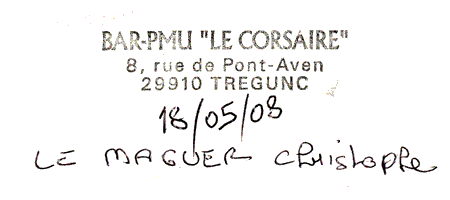 BAR-PMU "LE CORSAIRE"
8, rue de Pont-Aven
29910 TREGUNC
18/05/08
LE MAGUER Christophe